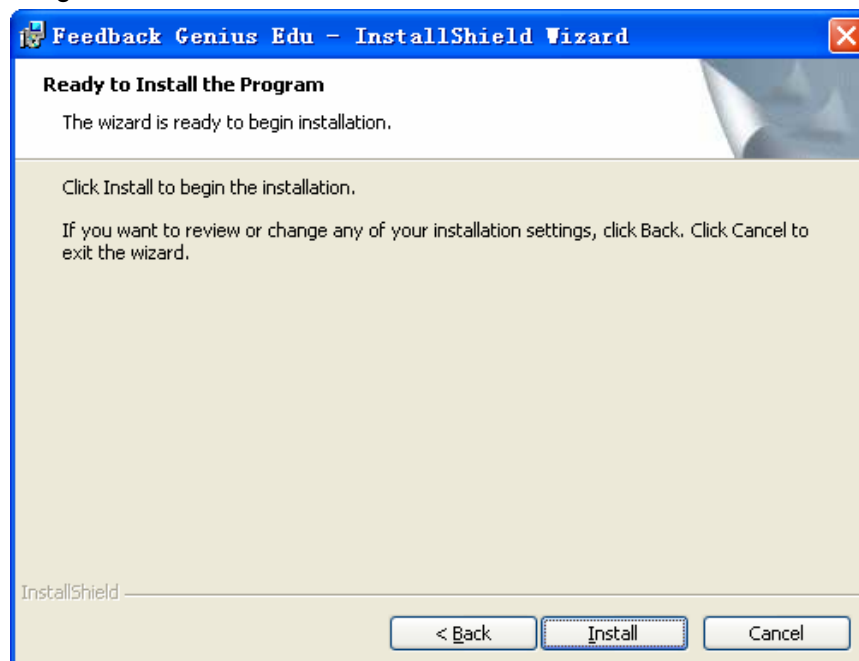 Feedback Genius Edu - InstallShield Wizard
Ready to Install the Program
The wizard is ready to begin installation.
Click Install to begin the installation.
If you want to review or change any of your installation settings, click Back. Click Cancel to
exit the wizard.
InstallShield
< Back
Install
Cancel